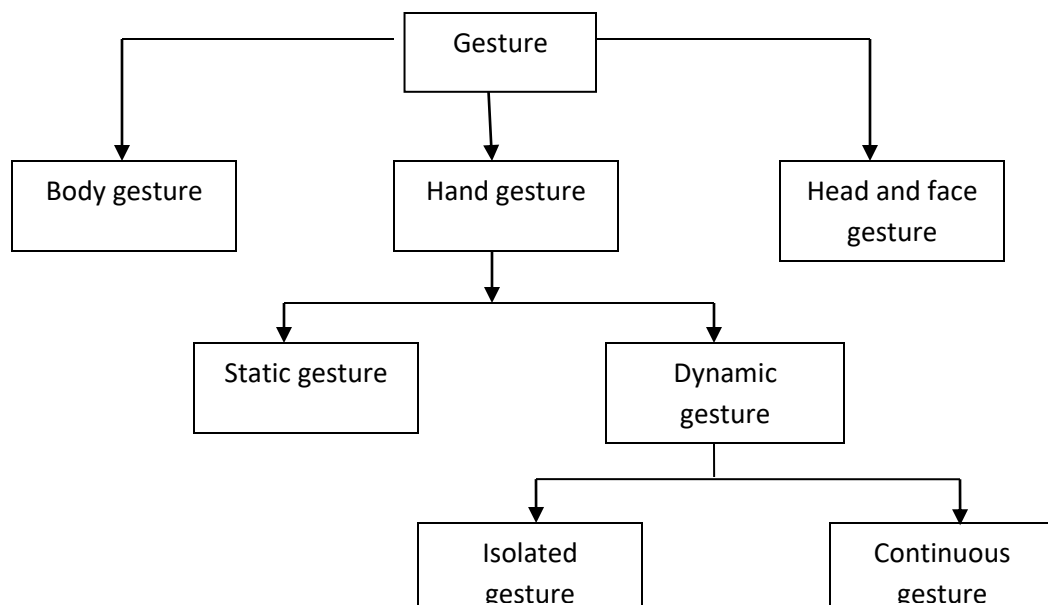 Gesture
Body gesture
Hand gesture
Head and face
gesture
Static gesture
Dynamic
gesture
Isolated
gesture
Continuous
gesture